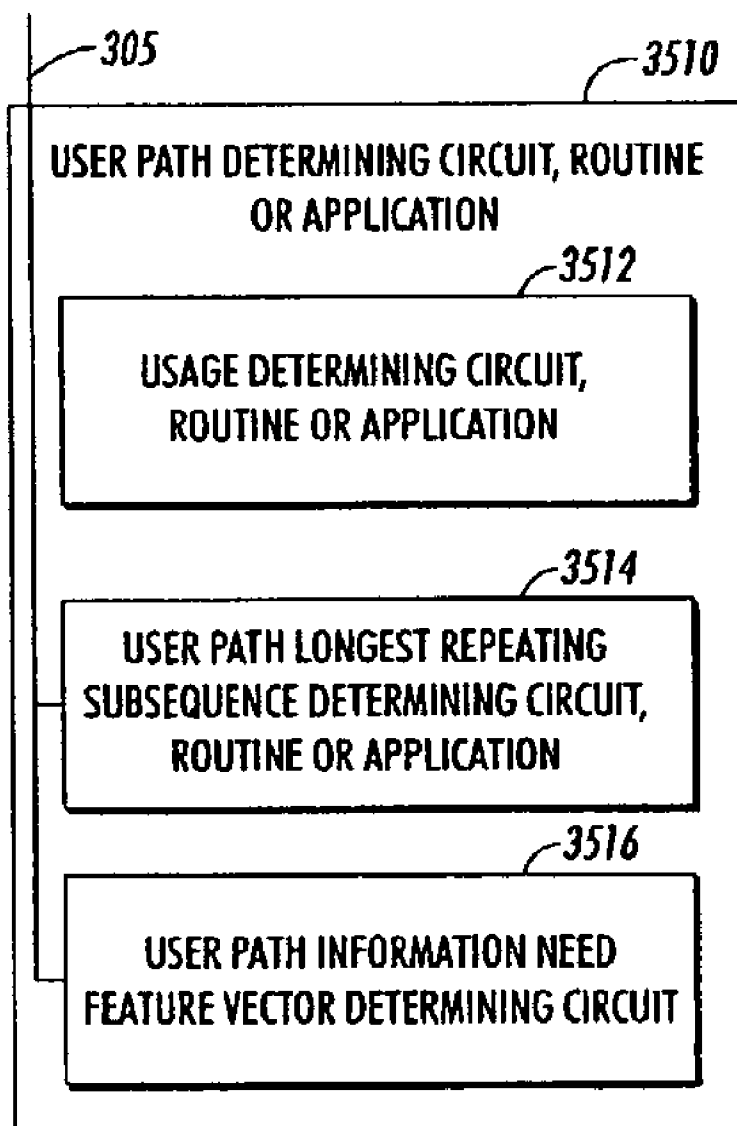 305
3510
USER PATH DETERMINING CIRCUIT, ROUTINE
OR APPLICATION
3512
USAGE DETERMINING CIRCUIT,
ROUTINE OR APPLICATION
3514
USER PATH LONGEST REPEATING
SUBSEQUENCE DETERMINING CIRCUIT,
ROUTINE OR APPLICATION
3516
USER PATH INFORMATION NEED
FEATURE VECTOR DETERMINING CIRCUIT